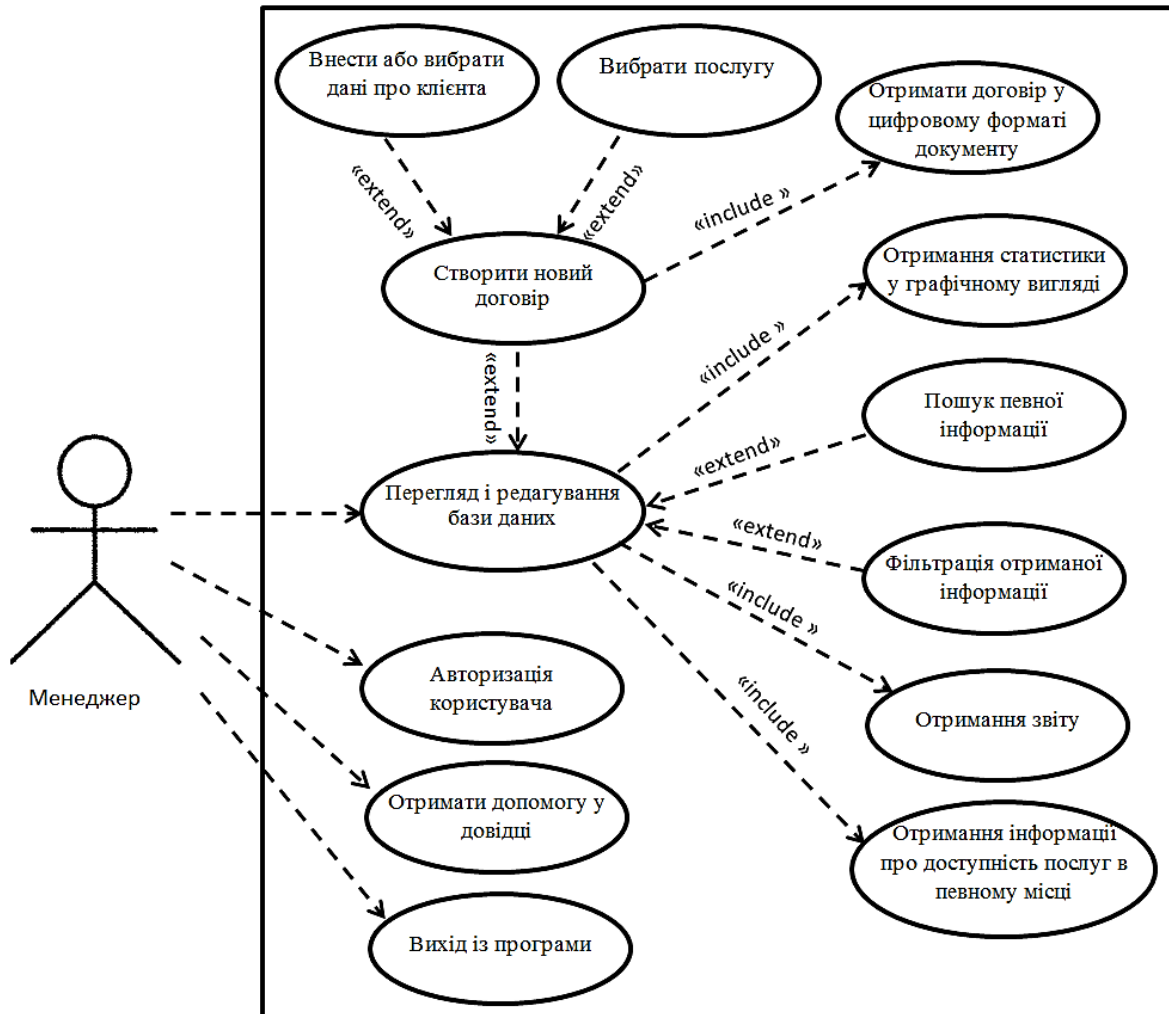 Внести або вибрати
дані про клієнта
Вибрати послугу
Отримати договір у
цифровому форматі
документу
«extend»
«extend»
«include »
Створити новий
договір
Отримання статистики
у графічному вигляді
«extend»
«include »
Пошук певної
інформації
«extend»
Перегляд і редагування
бази даних
«extend»
Фільтрація отриманої
інформації
«include »
Менеджер
Авторизація
користувача
«include »
Отримання звіту
Отримати допомогу у
довідці
Отримання інформації
про доступність послуг в
певному місці
Вихід із програми